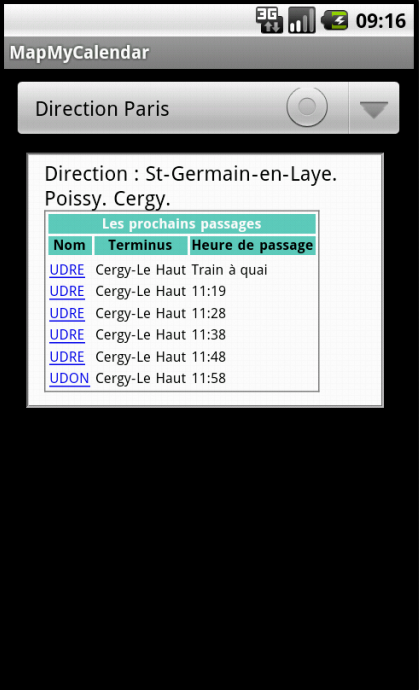 3G 09:16
MapMyCalendar
Direction Paris
Direction : St-Germain-en-Laye.
Poissy. Cergy.
Les prochains passages
Nom Terminus Heure de passage
UDRE Cergy-Le Haut Train à quai
UDRE Cergy-Le Haut 11:19
UDRE Cergy-Le Haut 11:28
UDRE Cergy-Le Haut 11:38
UDRE Cergy-Le Haut 11:48
UDON Cergy-Le Haut 11:58